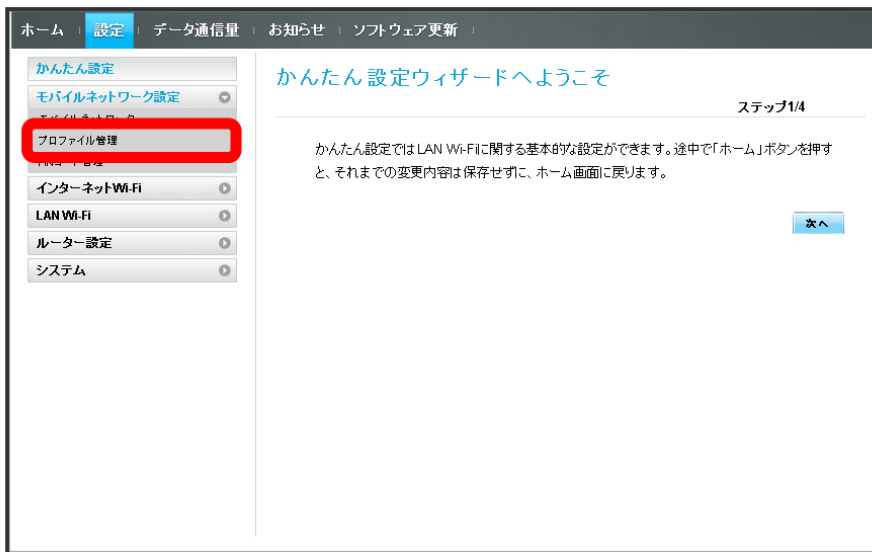 ホーム 設定 データ通信量 お知らせ ソフトウェア更新
かんたん設定
モバイルネットワーク設定
プロファイル管理
インターネットWi-Fi
LAN Wi-Fi
ルーター設定
システム
かんたん設定ウィザードへようこそ
ステップ1/4
かんたん設定ではLAN Wi-Fiに関する基本的な設定ができます。途中で「ホーム」ボタンを押す
と、それまでの変更内容は保存せずに、ホーム画面に戻ります。
次へ